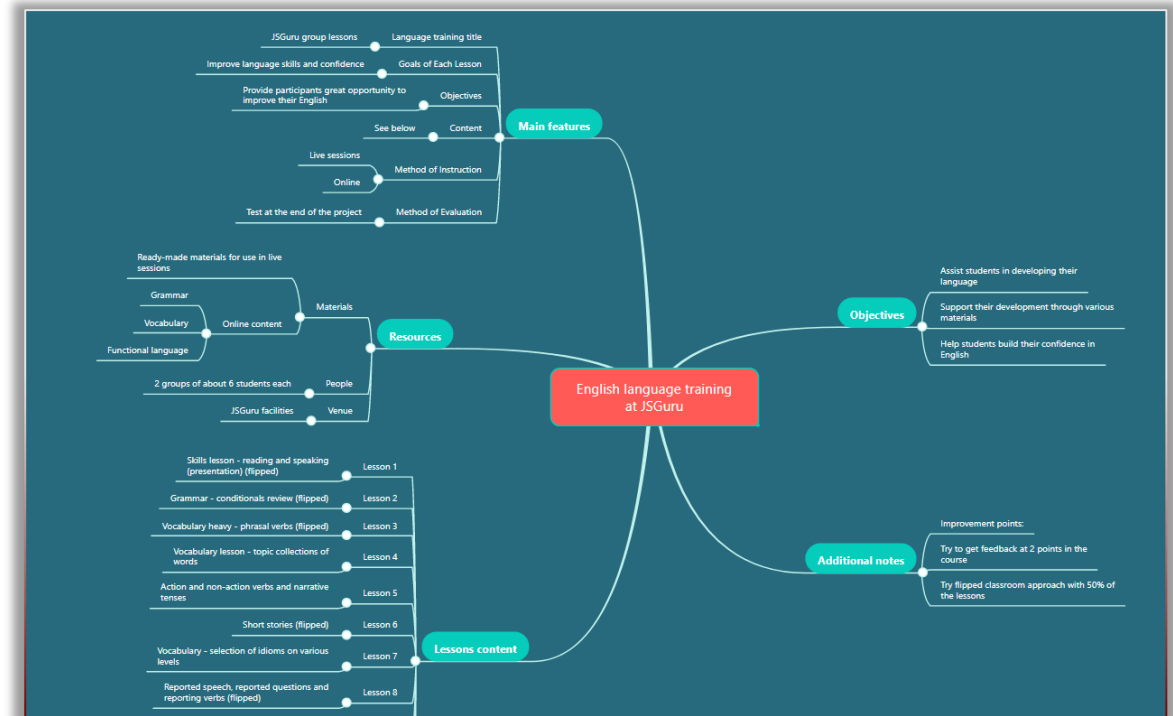 JSGuru group lessons
Language training title
Improve language skills and confidence
Goals of Each Lesson
Provide participants great opportunity to
improve their English
Objectives
See below
Content
Live sessions
Online
Method of Instruction
Test at the end of the project
Method of Evaluation
Main features
Ready-made materials for use in live
sessions
Grammar
Vocabulary
Functional language
Online content
Materials
2 groups of about 6 students each
People
JSGuru facilities
Venue
Resources
Skills lesson - reading and speaking
(presentation) (flipped)
Lesson 1
Grammar - conditionals review (flipped)
Lesson 2
Vocabulary heavy - phrasal verbs (flipped)
Lesson 3
Vocabulary lesson - topic collections of
words
Lesson 4
Action and non-action verbs and narrative
tenses
Lesson 5
Short stories (flipped)
Lesson 6
Vocabulary - selection of idioms on various
levels
Lesson 7
Reported speech, reported questions and
reporting verbs (flipped)
Lesson 8
Lessons content
English language training
at JSGuru
Objectives
Assist students in developing their
language
Support their development through various
materials
Help students build their confidence in
English
Additional notes
Improvement points:
Try to get feedback at 2 points in the
course
Try flipped classroom approach with 50% of
the lessons